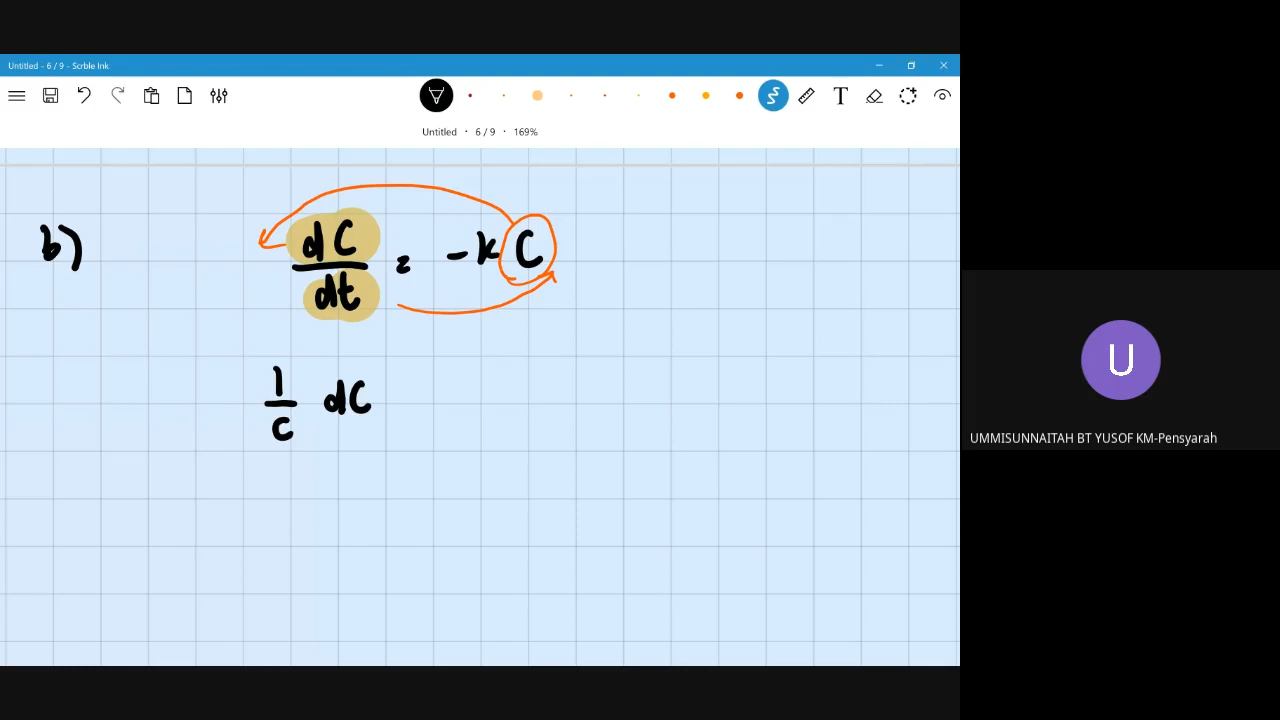 Untitled - 6 / 9 - Scrble Ink
T
Untitled • 6 / 9 • 169%
b) dC/dt = -kC
1/c dC
U
UMMISUNNAITAH BT YUSOF KM-Pensyarah